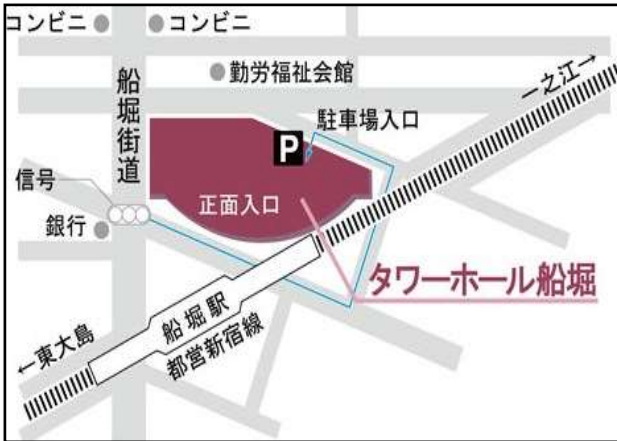 コンビニ
コンビニ
勤労福祉会館
一之江→
船堀街道
駐車場入口
P
信号
正面入口
銀行
タワーホール船堀
船堀駅
都営新宿線
←東大島